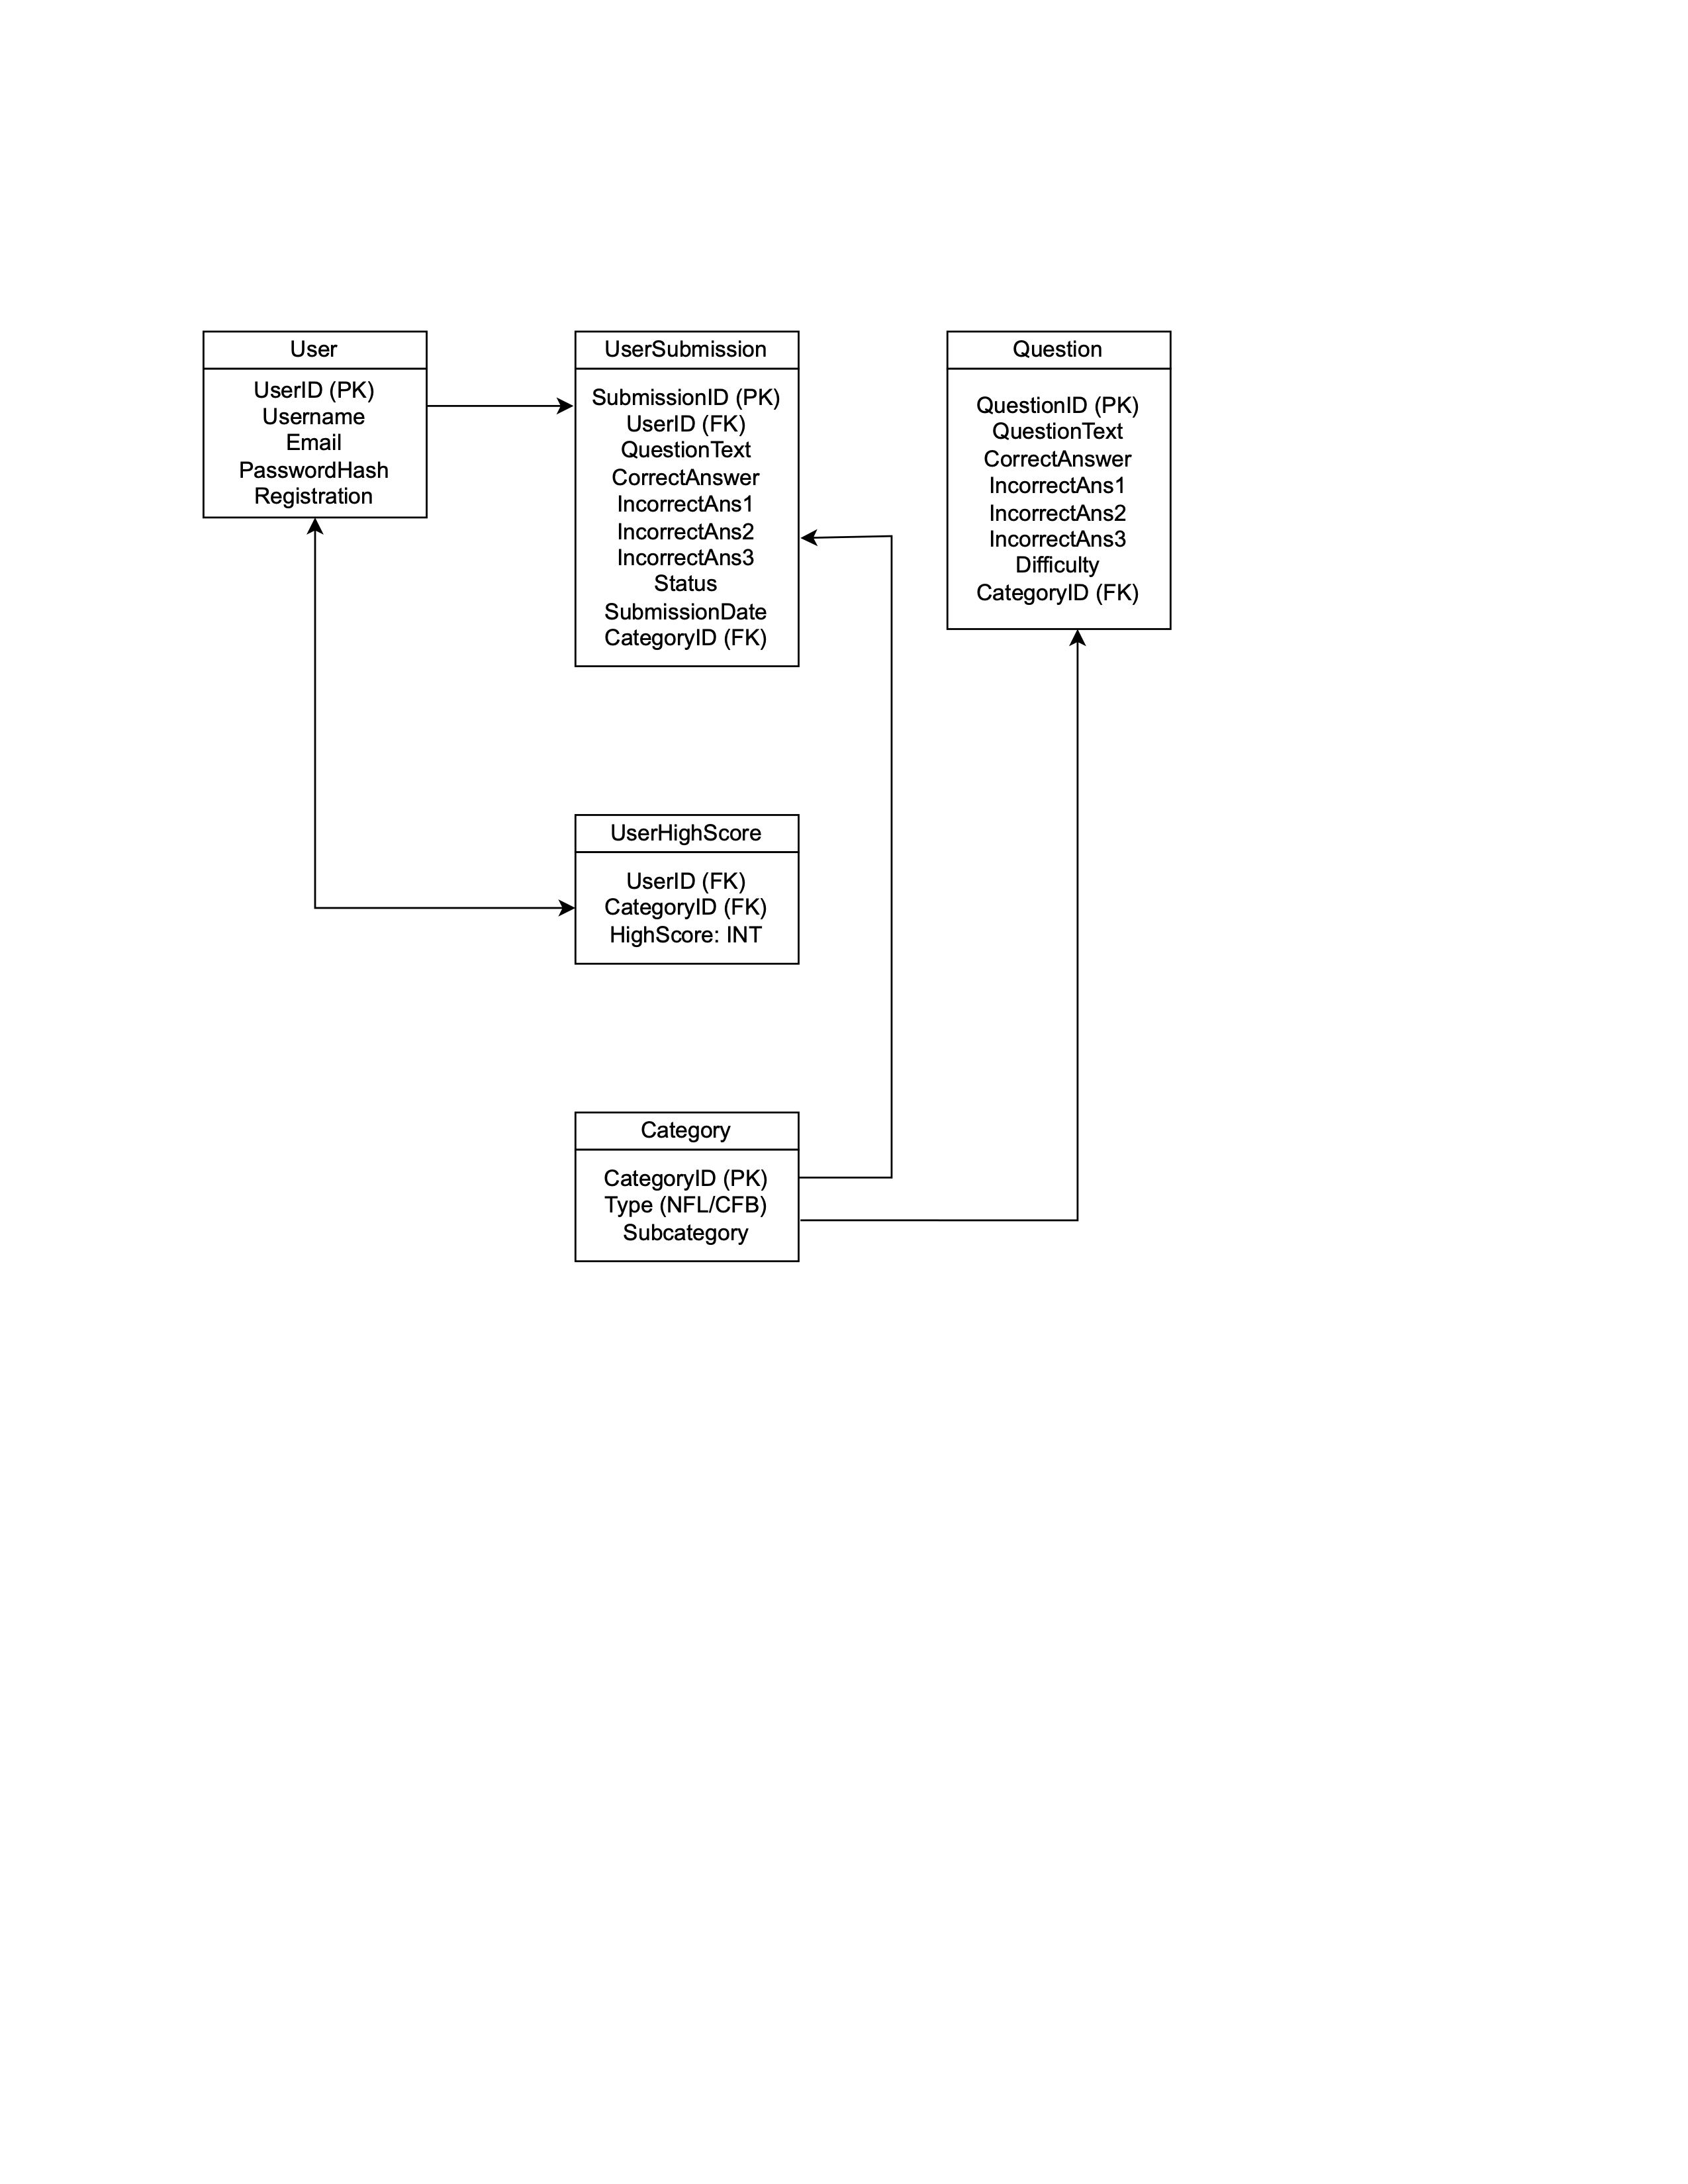 User
UserID (PK)
Username
Email
PasswordHash
Registration
UserSubmission
SubmissionID (PK)
UserID (FK)
QuestionText
CorrectAnswer
IncorrectAns1
IncorrectAns2
IncorrectAns3
Status
SubmissionDate
CategoryID (FK)
Question
QuestionID (PK)
QuestionText
CorrectAnswer
IncorrectAns1
IncorrectAns2
IncorrectAns3
Difficulty
CategoryID (FK)
UserHighScore
UserID (FK)
CategoryID (FK)
HighScore: INT
Category
CategoryID (PK)
Type (NFL/CFB)
Subcategory